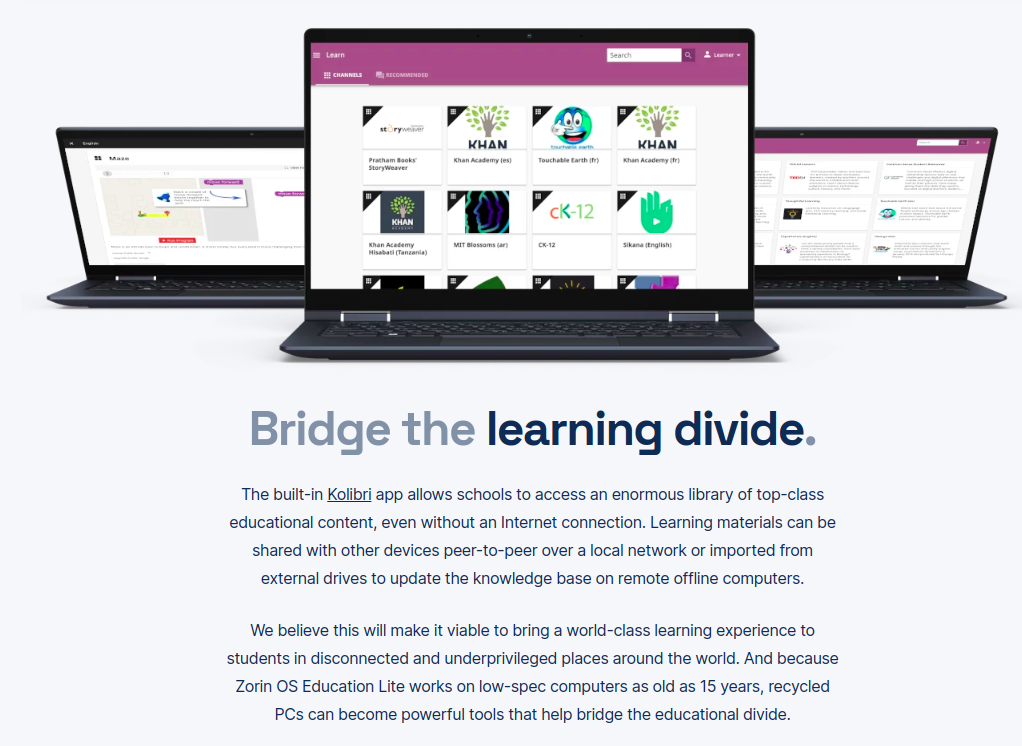 Learn
Search
Learner
CHANNELS
RECOMMENDED
storyweaver
KHAN
touchable earth
KHAN
Pratham Books'
StoryWeaver
Khan Academy (es)
Touchable Earth (fr)
Khan Academy (fr)
KHAN
cK-12
Khan Academy
Hisabati (Tanzania)
MIT Blossoms (ar)
CK-12
Sikana (English)
Maze
Bridge the learning divide.
The built-in Kolibri app allows schools to access an enormous library of top-class
educational content, even without an Internet connection. Learning materials can be
shared with other devices peer-to-peer over a local network or imported from
external drives to update the knowledge base on remote offline computers.
We believe this will make it viable to bring a world-class learning experience to
students in disconnected and underprivileged places around the world. And because
Zorin OS Education Lite works on low-spec computers as old as 15 years, recycled
PCs can become powerful tools that help bridge the educational divide.